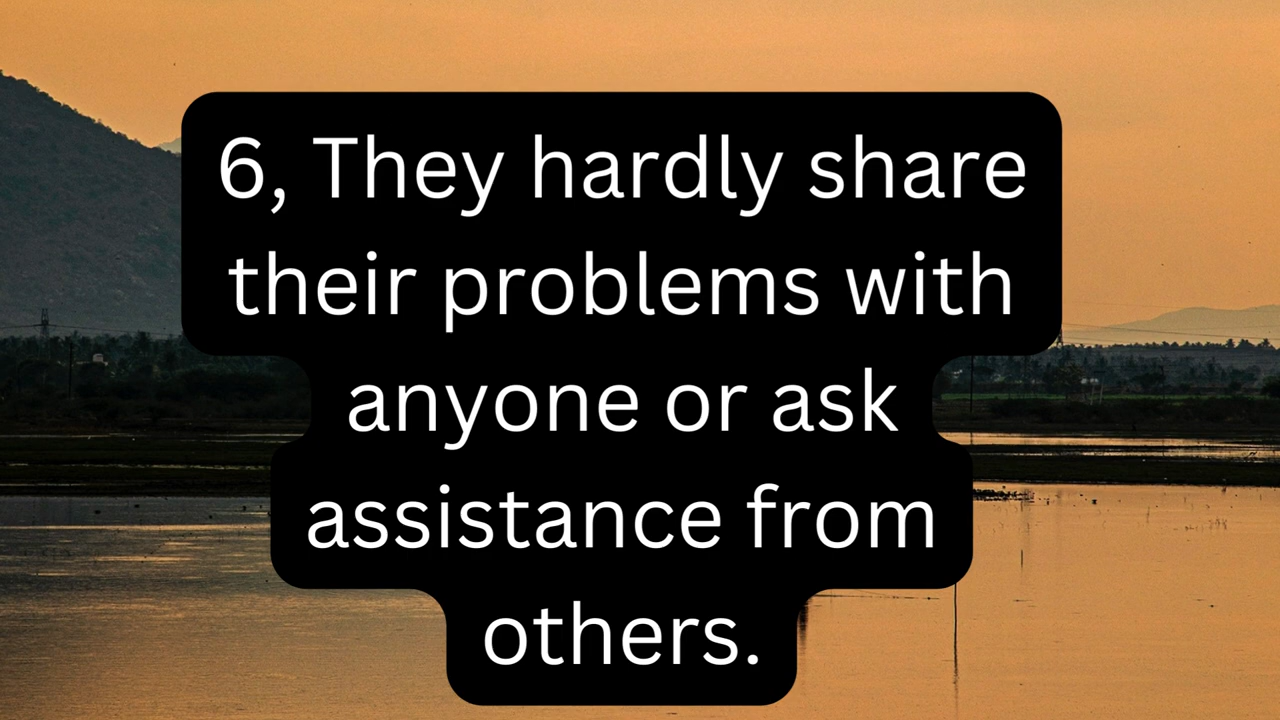 6, They hardly share
their problems with
anyone or ask
assistance from
others.